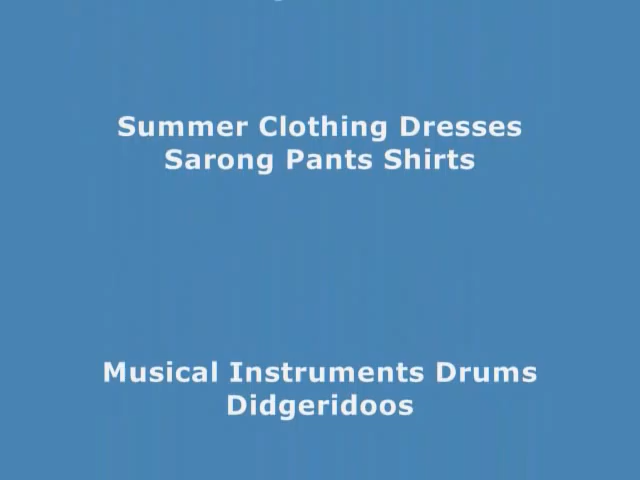 Summer Clothing Dresses
Sarong Pants Shirts
Musical Instruments Drums
Didgeridoos